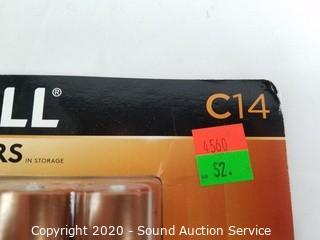 LL®
C14
RS IN STORAGE
4560
52.
Copyright 2020 - Sound Auction Service